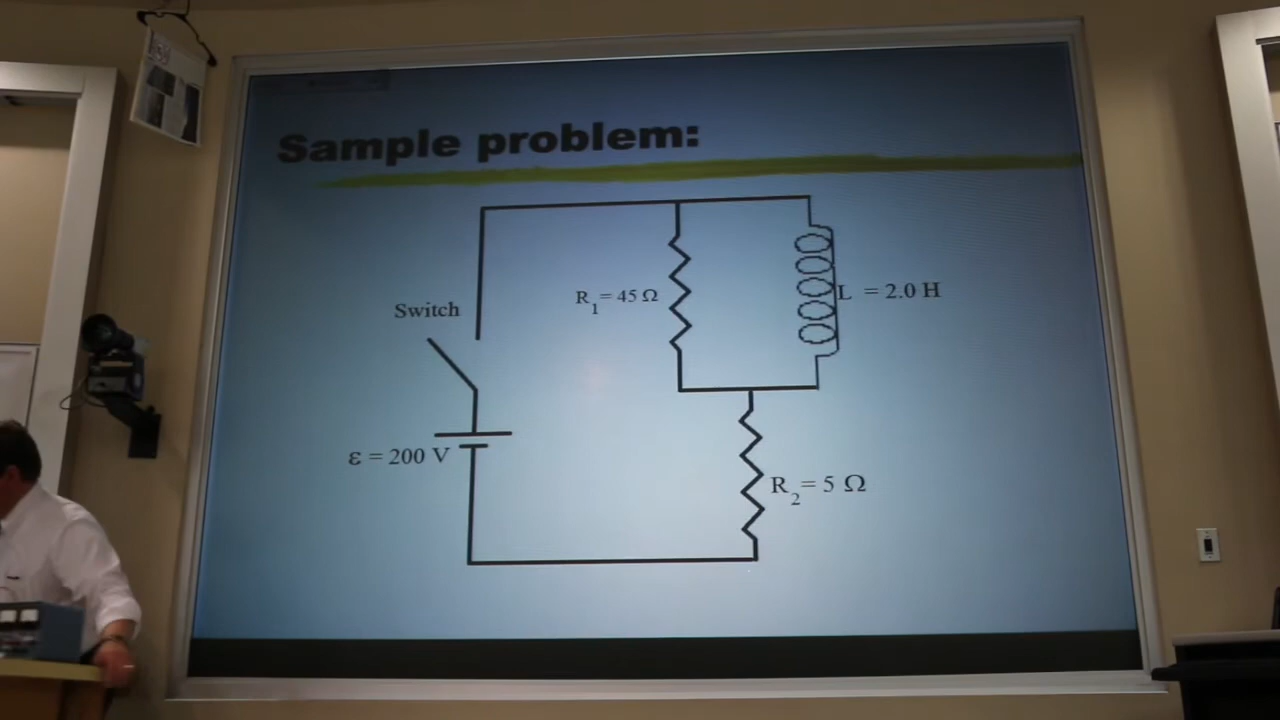 Sample problem:
Switch
R1 = 45 Ω
L = 2.0 H
ε = 200 V
R2 = 5 Ω